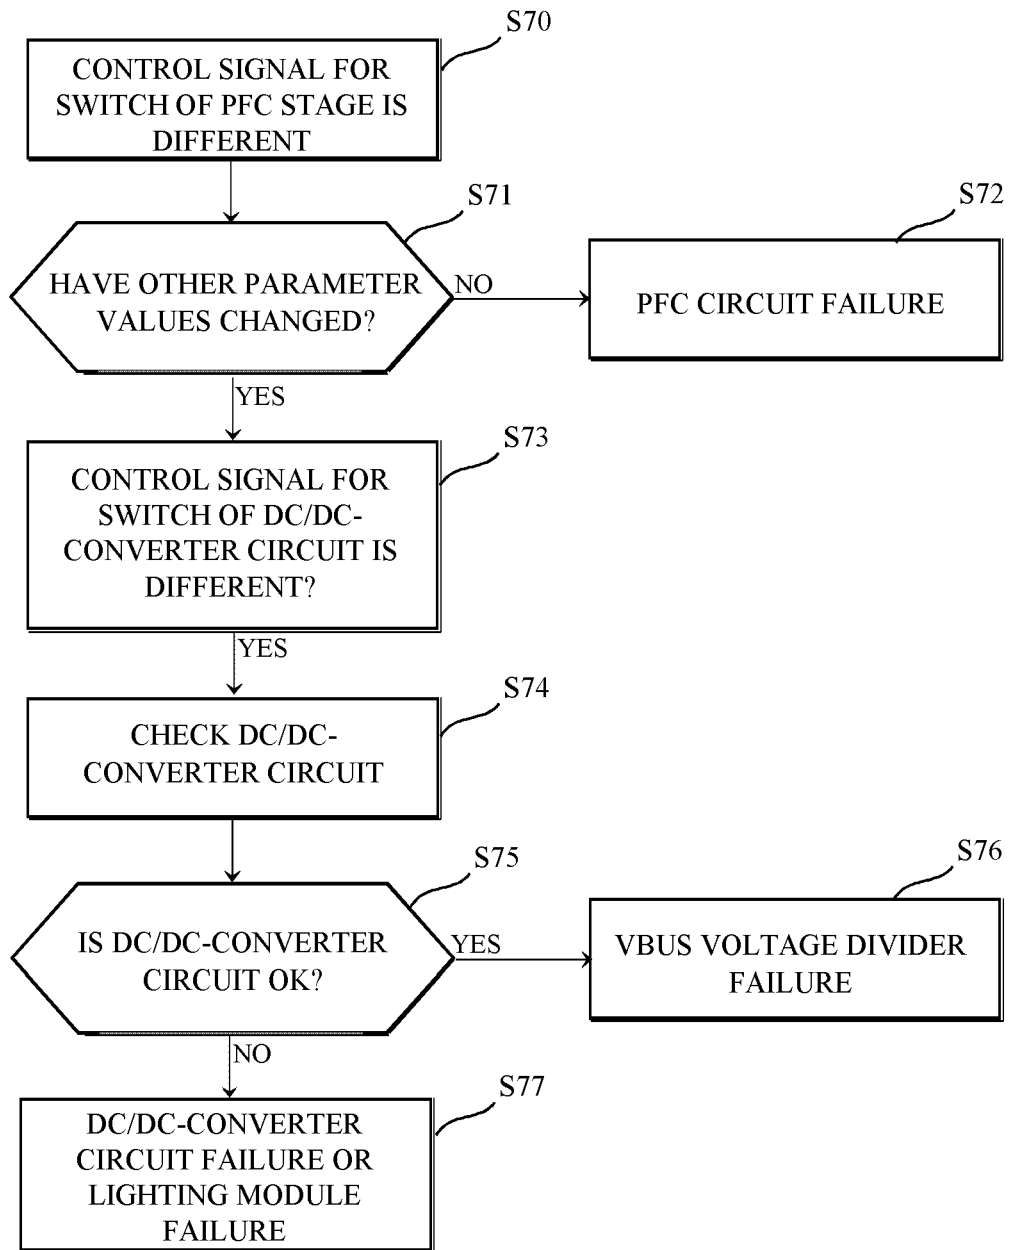 S70
CONTROL SIGNAL FOR
SWITCH OF PFC STAGE IS
DIFFERENT
S71
HAVE OTHER PARAMETER
VALUES CHANGED?
NO
S72
PFC CIRCUIT FAILURE
YES
S73
CONTROL SIGNAL FOR
SWITCH OF DC/DC-
CONVERTER CIRCUIT IS
DIFFERENT?
YES
S74
CHECK DC/DC-
CONVERTER CIRCUIT
S75
IS DC/DC-CONVERTER
CIRCUIT OK?
YES
S76
VBUS VOLTAGE DIVIDER
FAILURE
NO
S77
DC/DC-CONVERTER
CIRCUIT FAILURE OR
LIGHTING MODULE
FAILURE